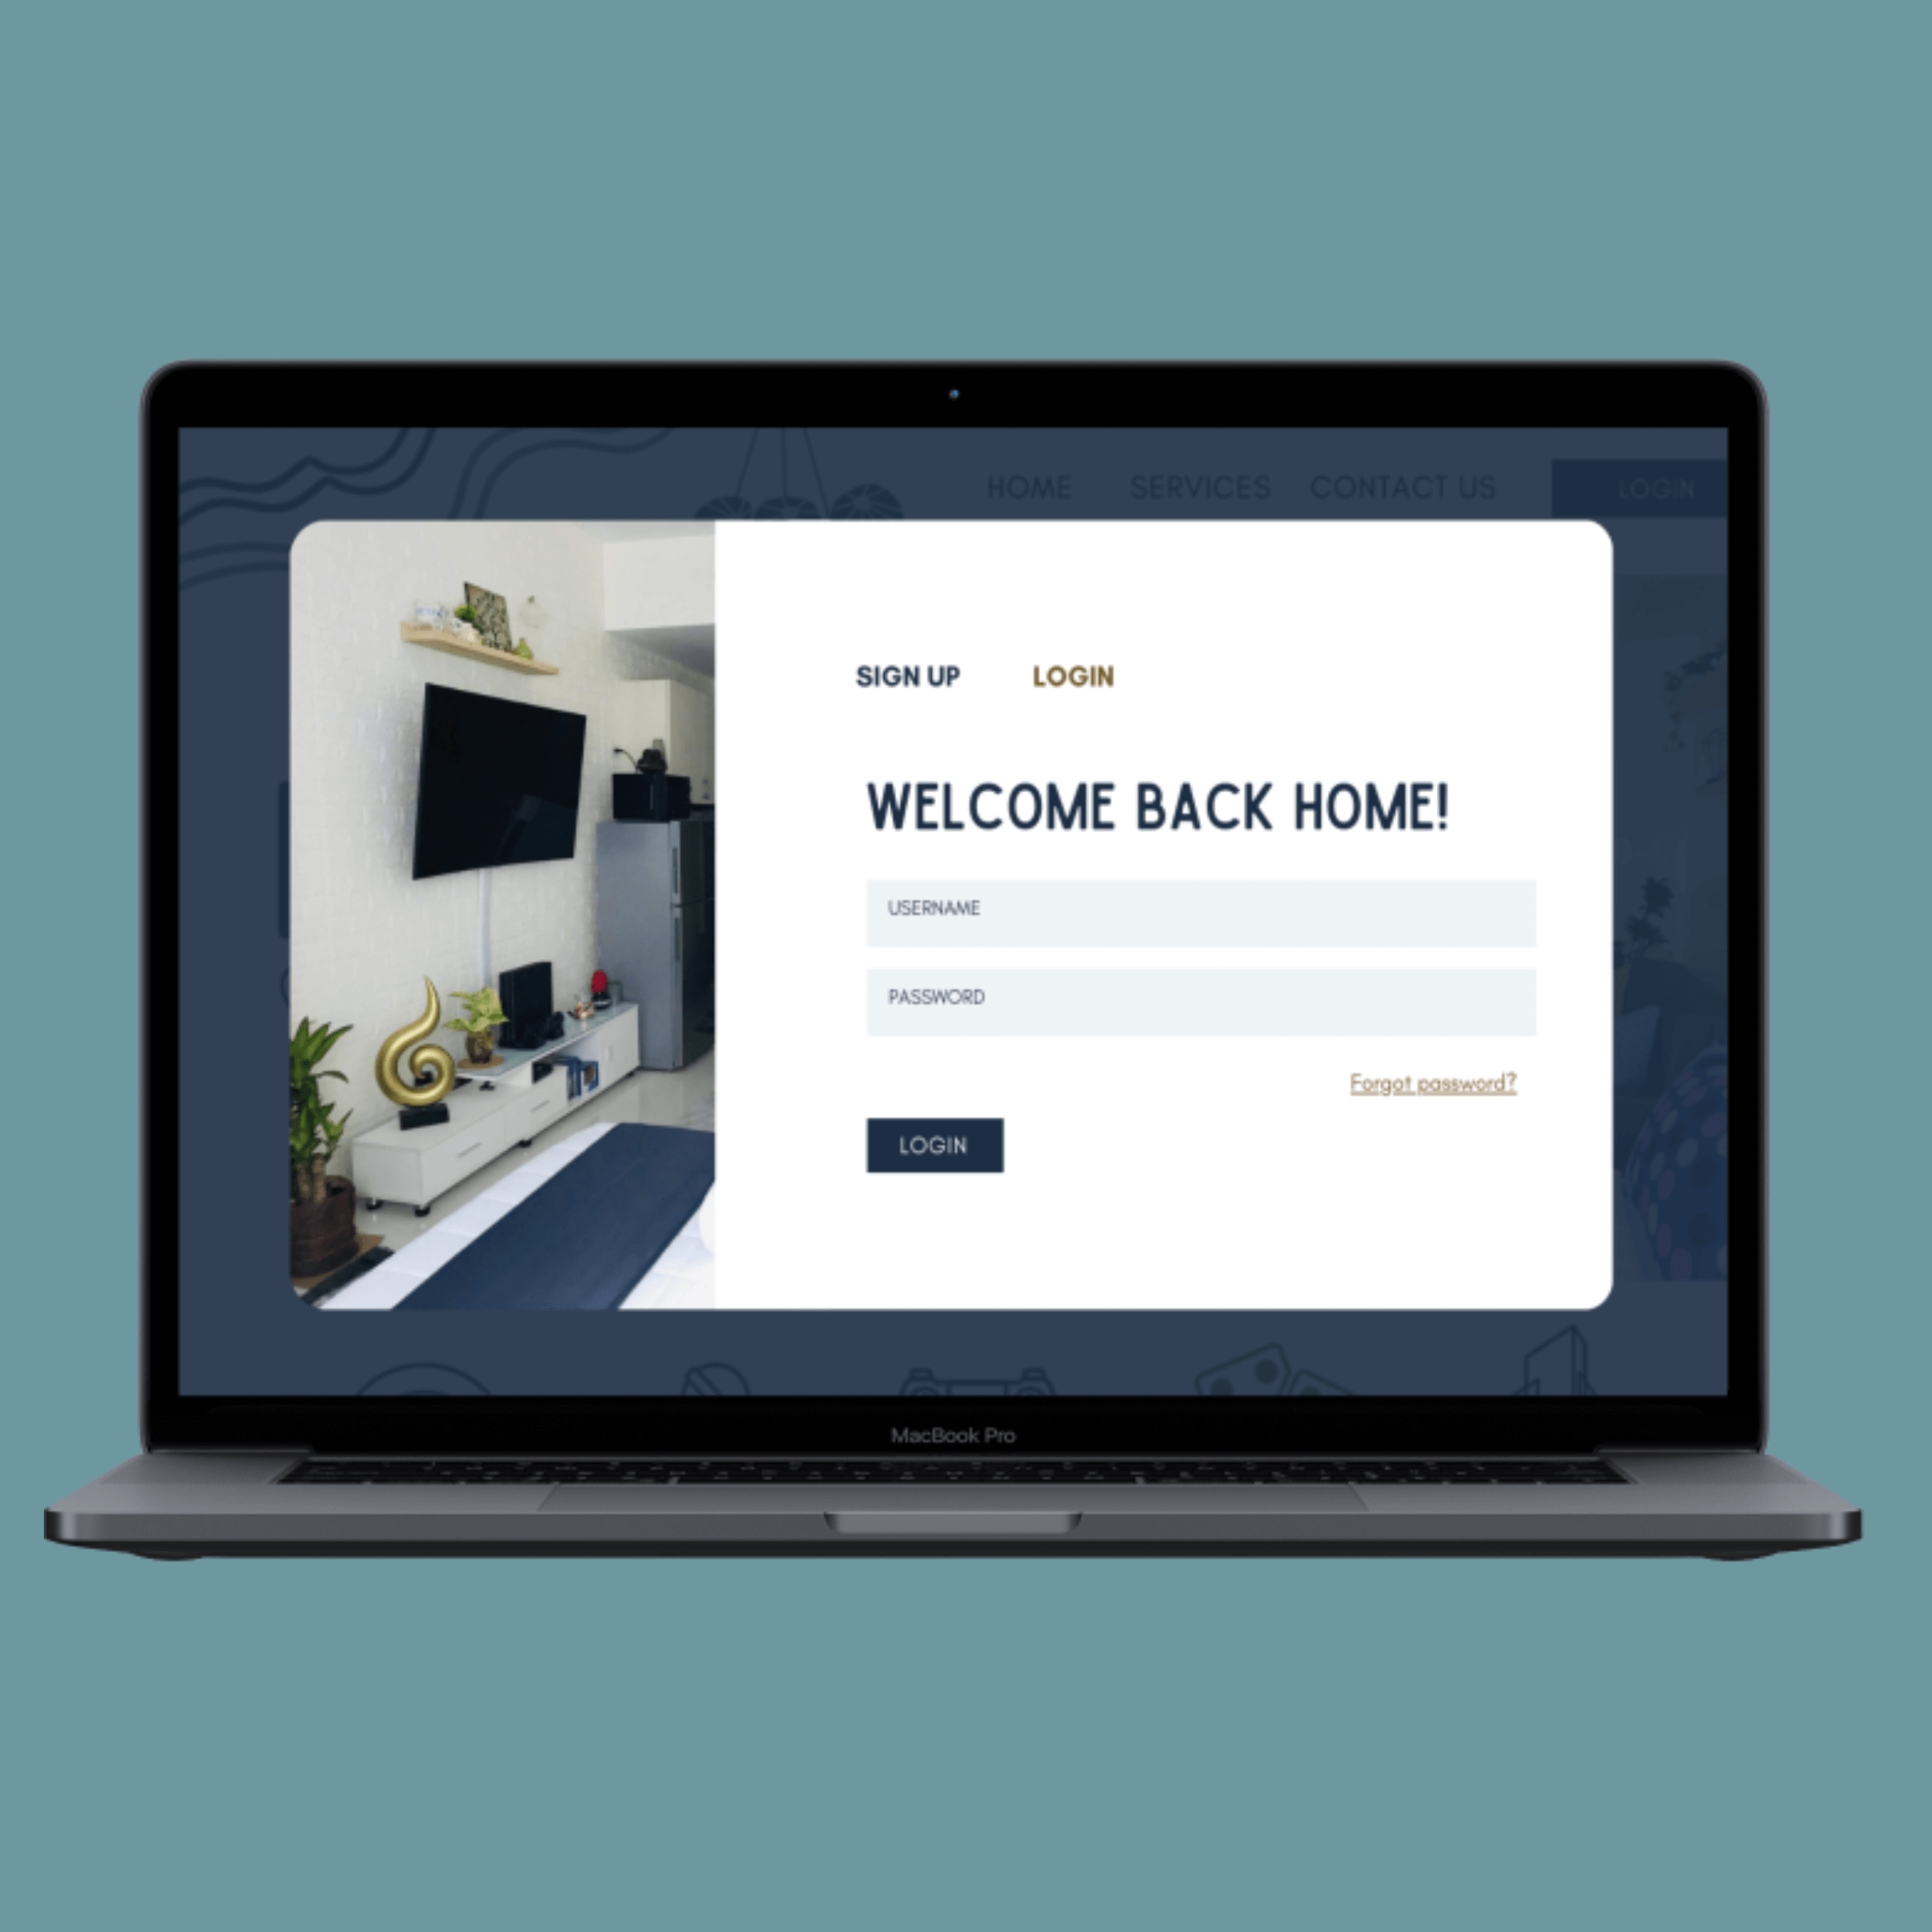 HOME SERVICES CONTACT US LOGIN
SIGN UP LOGIN
WELCOME BACK HOME!
USERNAME
PASSWORD
Forgot password?
LOGIN
MacBook Pro